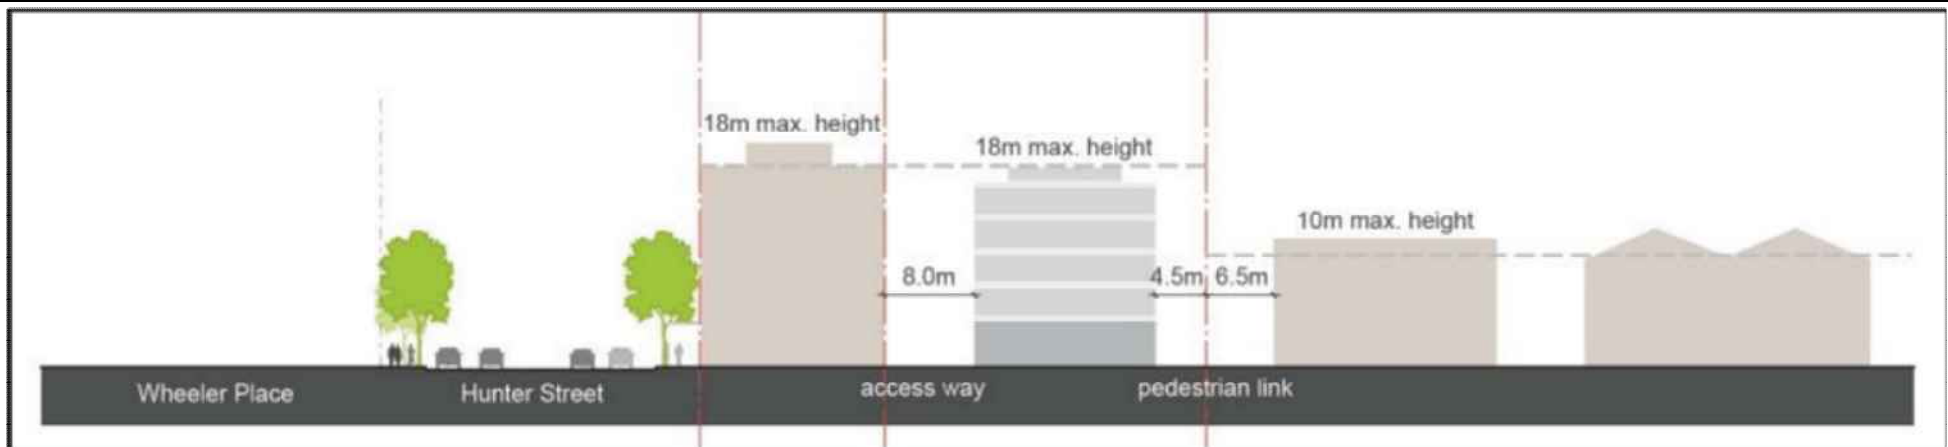 18m max. height
18m max. height
10m max. height
8.0m
4.5m
6.5m
Wheeler Place
Hunter Street
access way
pedestrian link